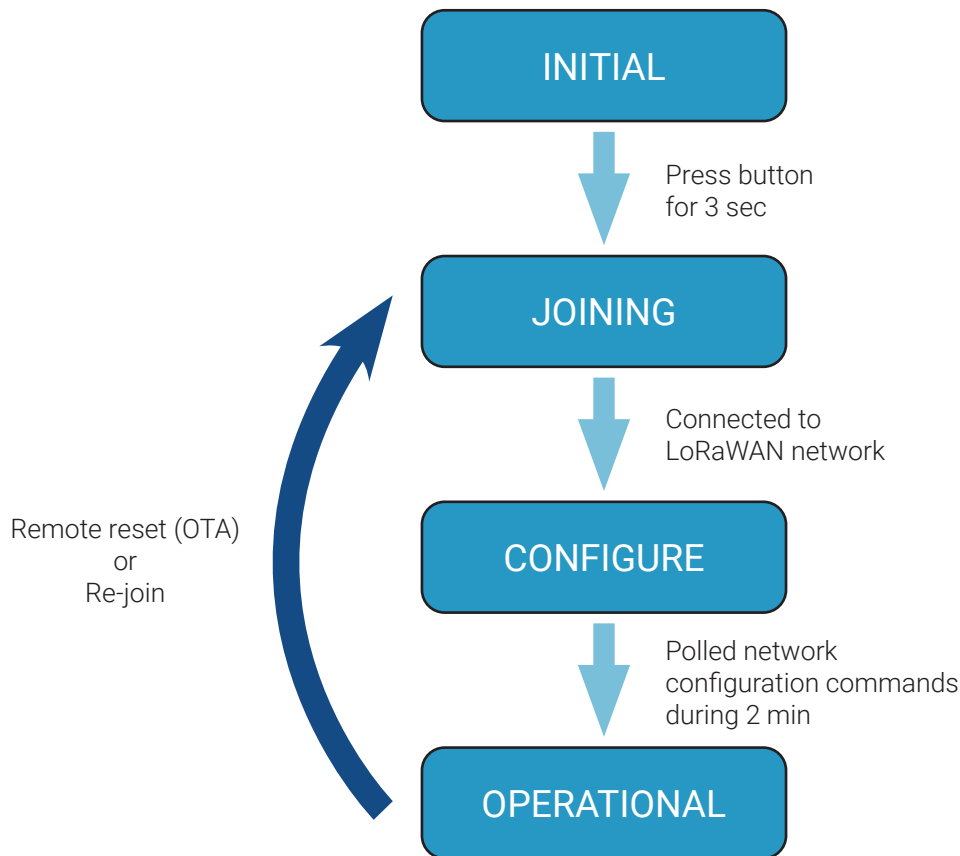 INITIAL
Press button
for 3 sec
JOINING
Connected to
LoRaWAN network
CONFIGURE
Remote reset (OTA)
or
Re-join
Polled network
configuration commands
during 2 min
OPERATIONAL